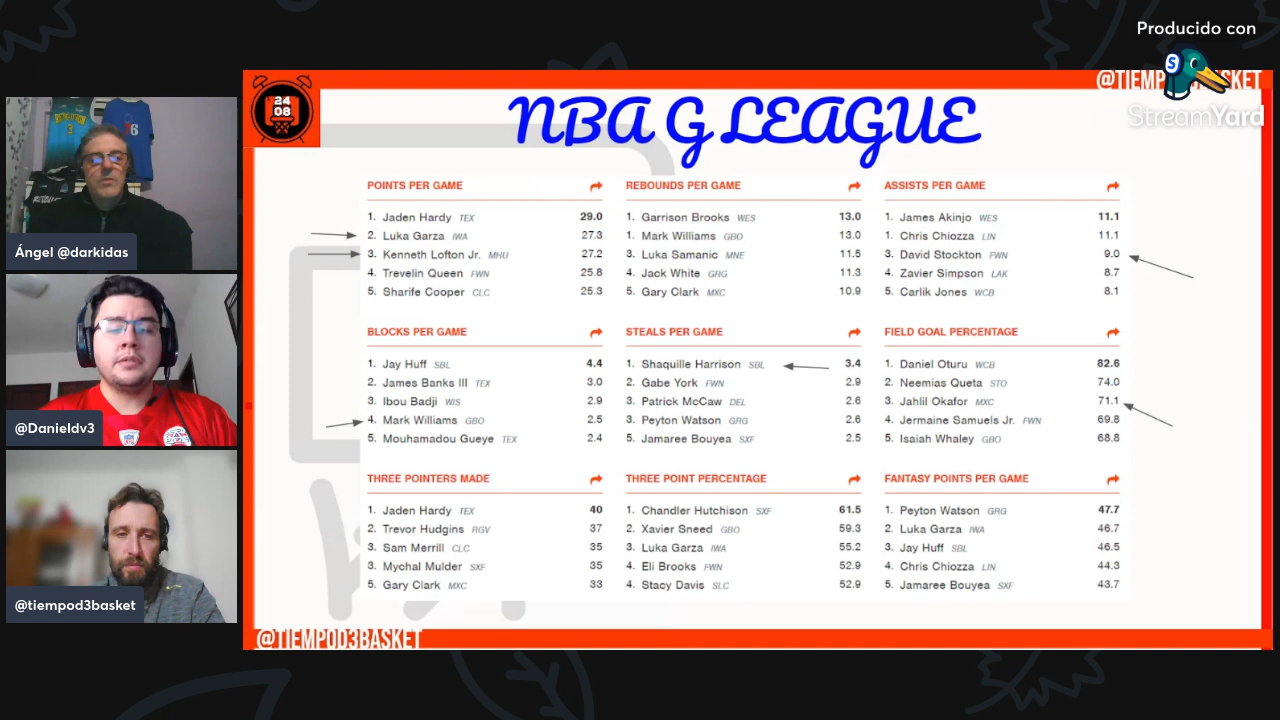 Producido con
StreamYard
@TIEMPOD3BASKET
24
08
NBA G LEAGUE
REVOLUTION
3
76
Ángel @darkidas
@Danieldv3
@tiempod3basket
POINTS PER GAME
1. Jaden Hardy TEX 29.0
2. Luka Garza IWA 27.3
3. Kenneth Lofton Jr. MHU 27.2
4. Trevelin Queen FWN 25.8
5. Sharife Cooper CLC 25.3
REBOUNDS PER GAME
1. Garrison Brooks WES 13.0
1. Mark Williams GBO 13.0
3. Luka Samanic MNE 11.5
4. Jack White GRG 11.3
5. Gary Clark MXC 10.9
ASSISTS PER GAME
1. James Akinjo WES 11.1
1. Chris Chiozza LIN 11.1
3. David Stockton FWN 9.0
4. Zavier Simpson LAK 8.7
5. Carlik Jones WCB 8.1
BLOCKS PER GAME
1. Jay Huff SBL 4.4
2. James Banks III TEX 3.0
3. Ibou Badji WIS 2.9
4. Mark Williams GBO 2.5
5. Mouhamadou Gueye TEX 2.4
STEALS PER GAME
1. Shaquille Harrison SBL 3.4
2. Gabe York FWN 2.9
3. Patrick McCaw DEL 2.6
3. Peyton Watson GRG 2.6
5. Jamaree Bouyea SXF 2.5
FIELD GOAL PERCENTAGE
1. Daniel Oturu WCB 82.6
2. Neemias Queta STO 74.0
3. Jahlil Okafor MXC 71.1
4. Jermaine Samuels Jr. FWN 69.8
5. Isaiah Whaley GBO 68.8
THREE POINTERS MADE
1. Jaden Hardy TEX 40
2. Trevor Hudgins RGV 37
3. Sam Merrill CLC 35
3. Mychal Mulder SXF 35
5. Gary Clark MXC 33
THREE POINT PERCENTAGE
1. Chandler Hutchison SXF 61.5
2. Xavier Sneed GBO 59.3
3. Luka Garza IWA 55.2
4. Eli Brooks FWN 52.9
4. Stacy Davis SLC 52.9
FANTASY POINTS PER GAME
1. Peyton Watson GRG 47.7
2. Luka Garza IWA 46.7
3. Jay Huff SBL 46.5
4. Chris Chiozza LIN 44.3
5. Jamaree Bouyea SXF 43.7
@TIEMPOD3BASKET